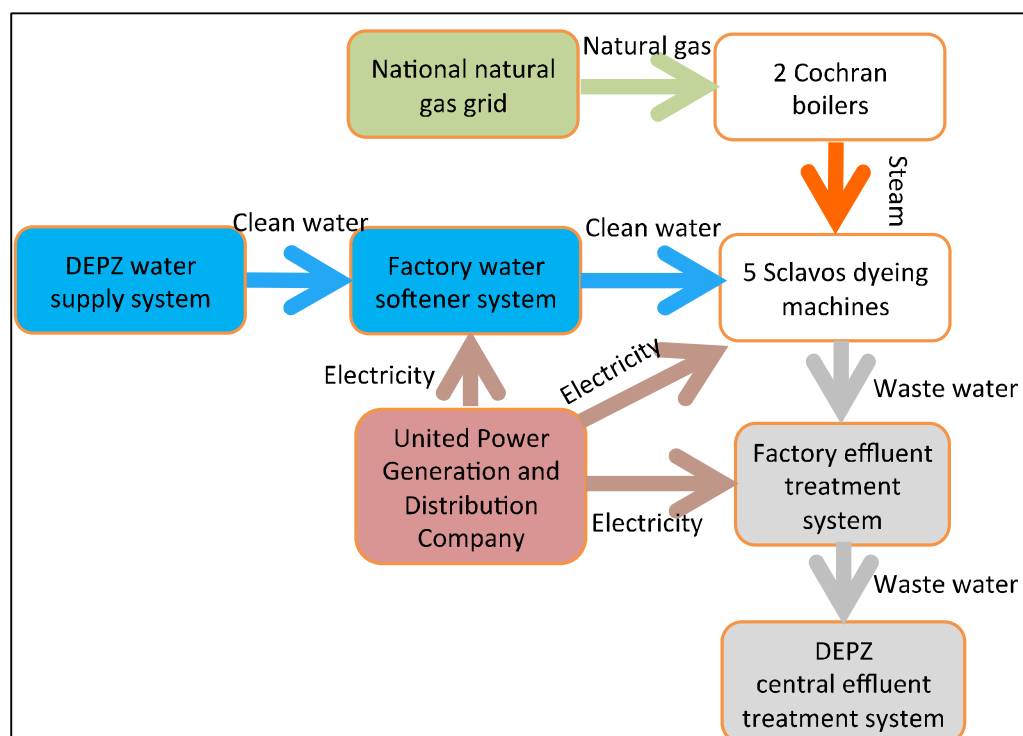 Natural gas
National natural
gas grid
2 Cochran
boilers
Steam
Clean water
Clean water
DEPZ water
supply system
Factory water
softener system
5 Sclavos dyeing
machines
Electricity
Electricity
Waste water
United Power
Generation and
Distribution
Company
Electricity
Factory effluent
treatment
system
Waste water
DEPZ
central effluent
treatment system